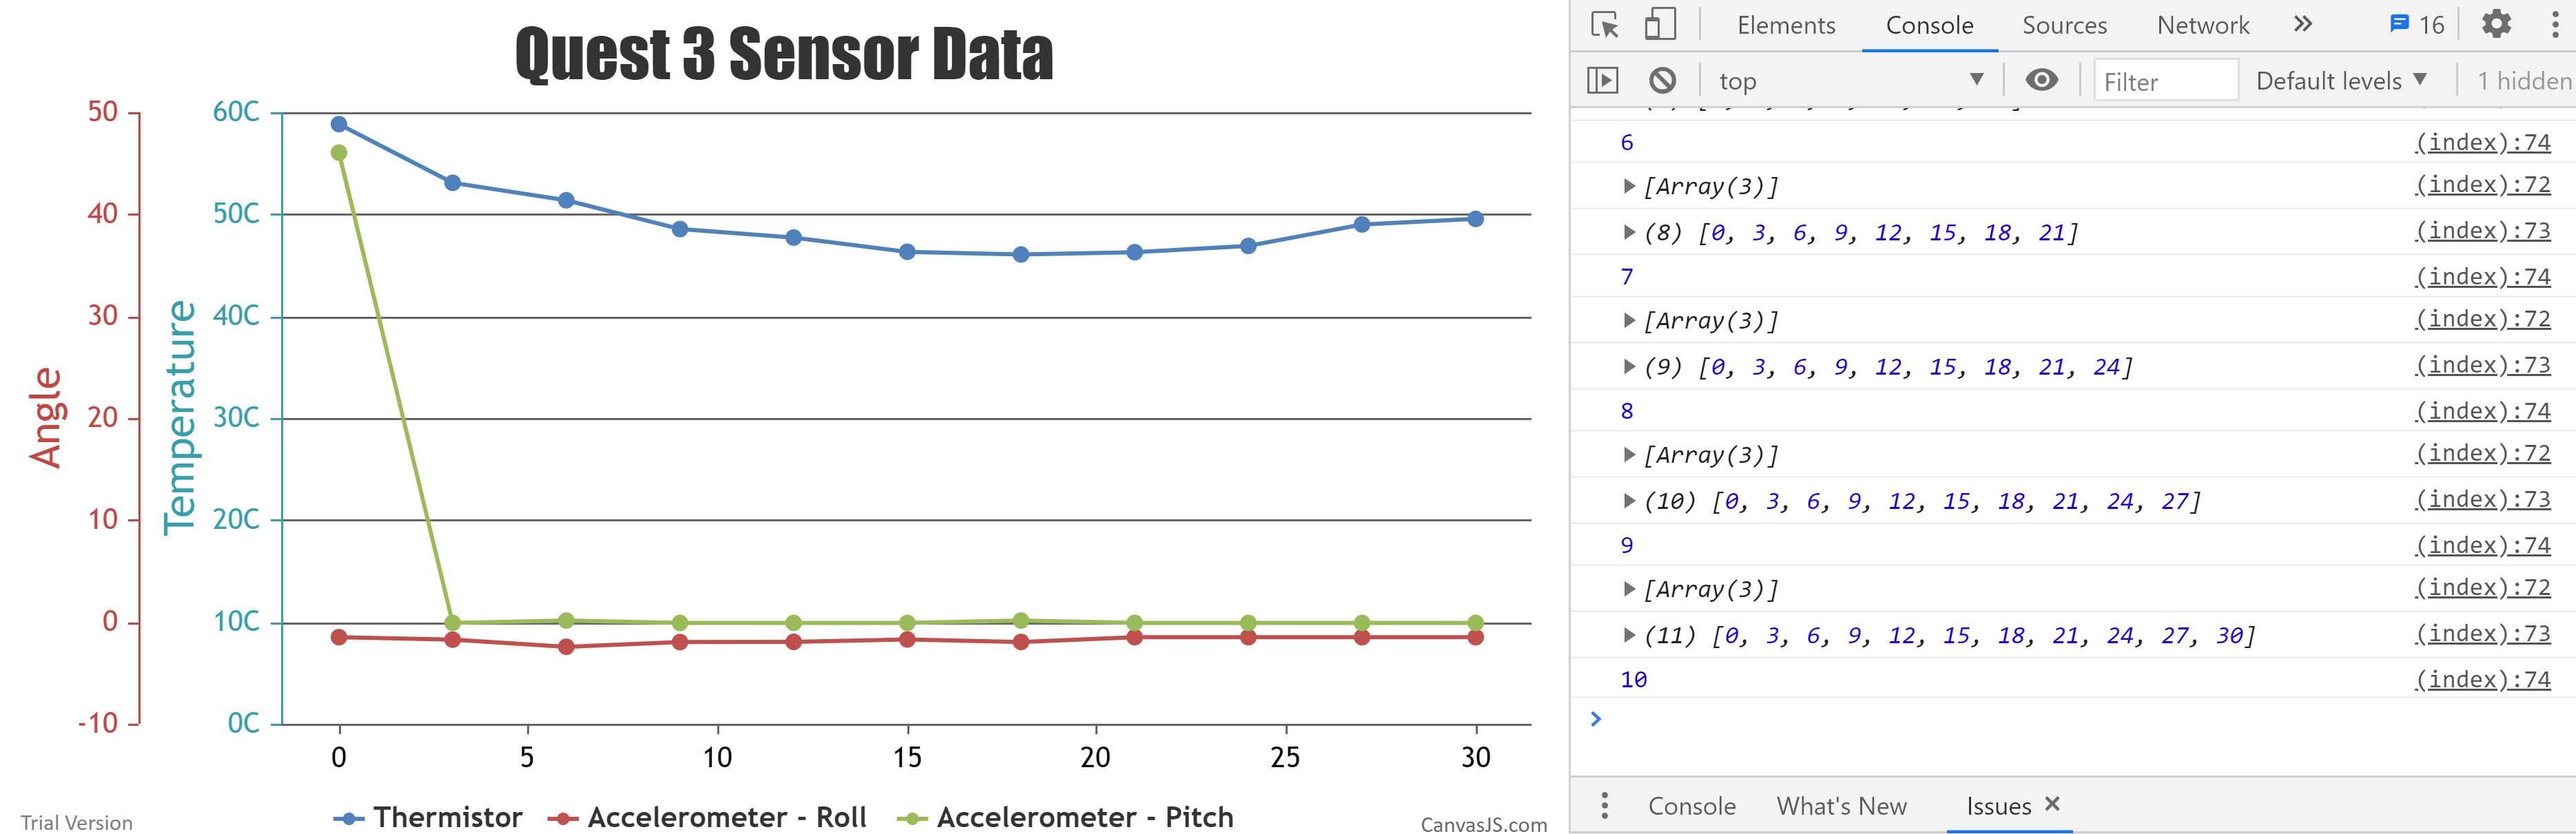 Quest 3 Sensor Data
Angle
50
40
30
20
10
0
-10
Temperature
60C
50C
40C
30C
20C
10C
0C
0 5 10 15 20 25 30
Thermistor Accelerometer - Roll Accelerometer - Pitch
Trial Version
CanvasJS.com
Elements Console Sources Network 16
top Filter Default levels 1 hidden
6 (index):74
[Array(3)] (index):72
(8) [0, 3, 6, 9, 12, 15, 18, 21] (index):73
7 (index):74
[Array(3)] (index):72
(9) [0, 3, 6, 9, 12, 15, 18, 21, 24] (index):73
8 (index):74
[Array(3)] (index):72
(10) [0, 3, 6, 9, 12, 15, 18, 21, 24, 27] (index):73
9 (index):74
[Array(3)] (index):72
(11) [0, 3, 6, 9, 12, 15, 18, 21, 24, 27, 30] (index):73
10 (index):74
Console What's New Issues